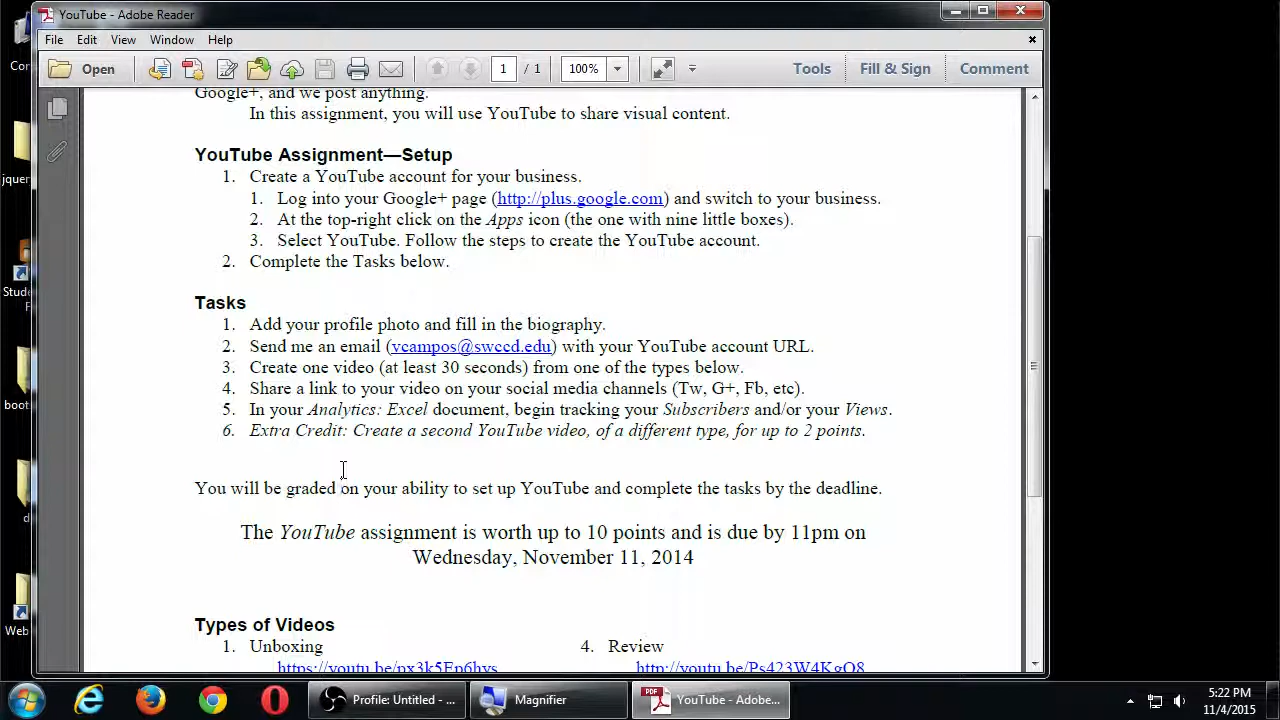 YouTube - Adobe Reader
File Edit View Window Help
Open 1 / 1 100% Tools Fill & Sign Comment
Google+, and we post anything.
In this assignment, you will use YouTube to share visual content.
YouTube Assignment—Setup
1. Create a YouTube account for your business.
1. Log into your Google+ page (http://plus.google.com) and switch to your business.
2. At the top-right click on the Apps icon (the one with nine little boxes).
3. Select YouTube. Follow the steps to create the YouTube account.
2. Complete the Tasks below.
Tasks
1. Add your profile photo and fill in the biography.
2. Send me an email (vcampos@swccd.edu) with your YouTube account URL.
3. Create one video (at least 30 seconds) from one of the types below.
4. Share a link to your video on your social media channels (Tw, G+, Fb, etc).
5. In your Analytics: Excel document, begin tracking your Subscribers and/or your Views.
6. Extra Credit: Create a second YouTube video, of a different type, for up to 2 points.
You will be graded on your ability to set up YouTube and complete the tasks by the deadline.
The YouTube assignment is worth up to 10 points and is due by 11pm on
Wednesday, November 11, 2014
Types of Videos
1. Unboxing 4. Review
Cor
jquer
Stude
F
boot
d
Web
Profile: Untitled - ... Magnifier PDF YouTube - Adobe...
5:22 PM
11/4/2015